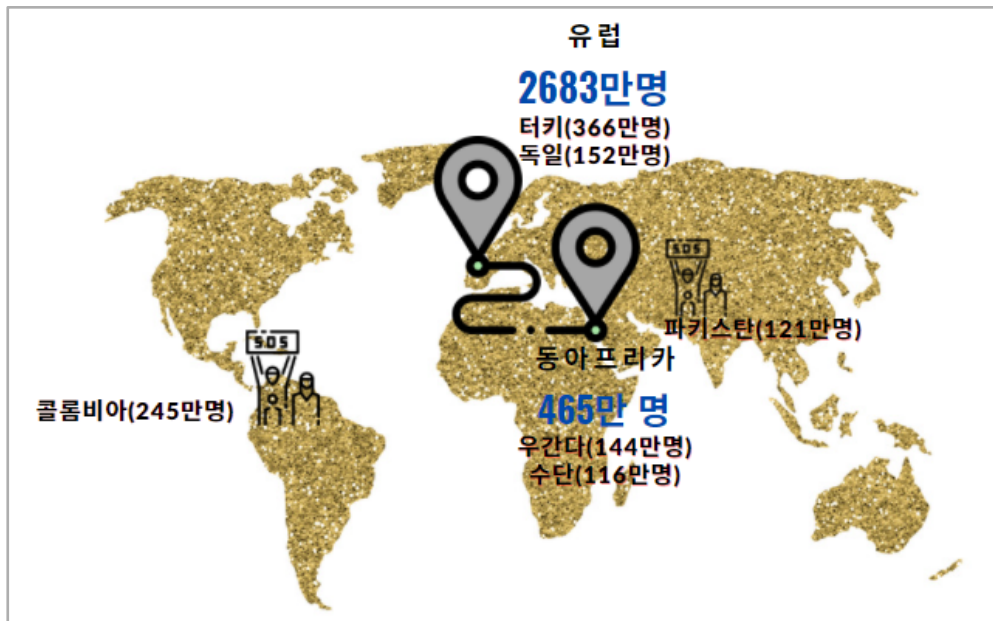 유럽
2683만명
터키(366만명)
독일(152만명)
SOS
파키스탄(121만명)
SOS
동아프리카
콜롬비아(245만명)
465만 명
우간다(144만명)
수단(116만명)